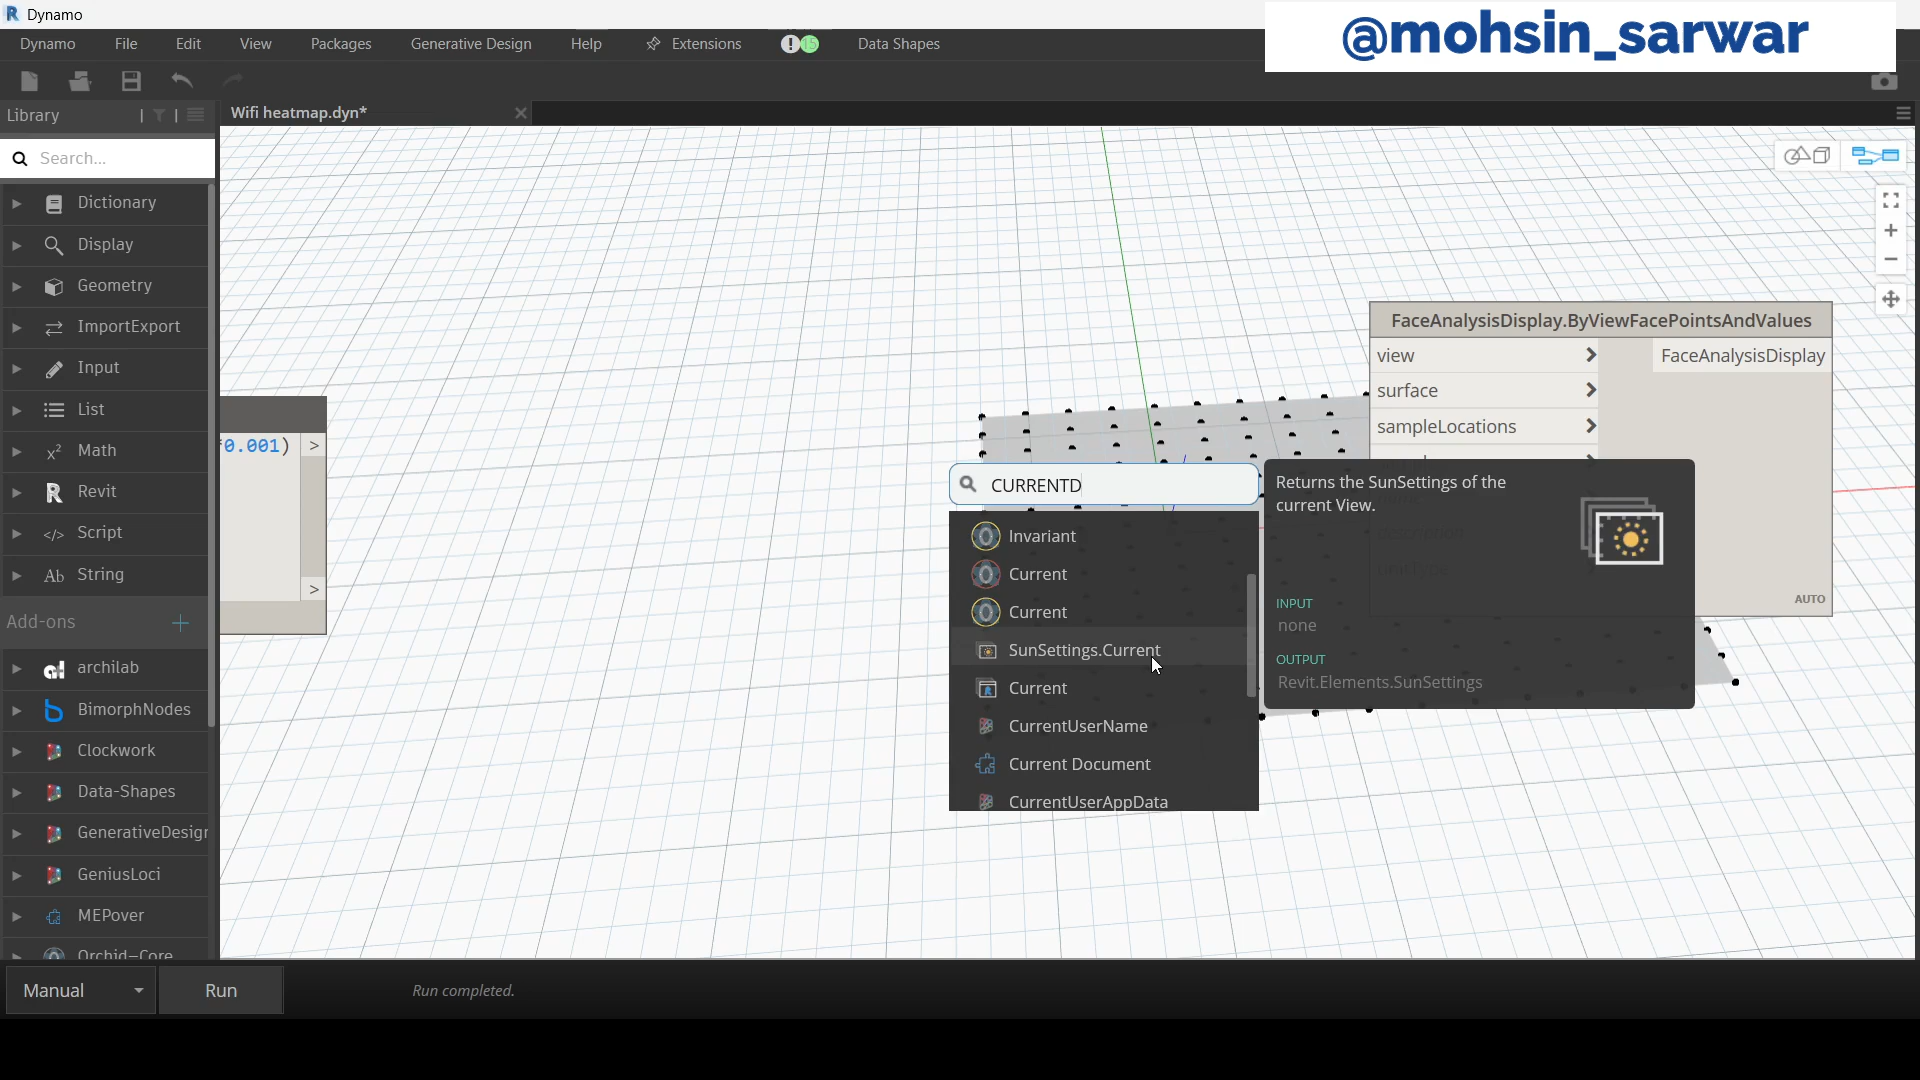 Dynamo
@mohsin_sarwar
Dynamo File Edit View Packages Generative Design Help Extensions 15 Data Shapes
Library
Wifi heatmap.dyn*
Search...
Dictionary
Display
Geometry
ImportExport
Input
List
Math
Revit
Script
String
Add-ons
archilab
BimorphNodes
Clockwork
Data-Shapes
GenerativeDesign
GeniusLoci
MEPover
Orchid-Core
*0.001) >
>
FaceAnalysisDisplay.ByViewFacePointsAndValues
view
FaceAnalysisDisplay
surface
sampleLocations
AUTO
CURRENTD
Invariant
Current
Current
SunSettings.Current
Current
CurrentUserName
Current Document
CurrentUserAppData
Returns the SunSettings of the
current View.
INPUT
none
OUTPUT
Revit.Elements.SunSettings
Manual
Run
Run completed.